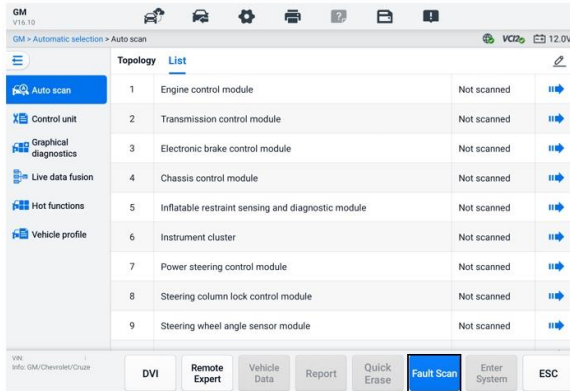 GM
V16.10
GM > Automatic selection > Auto scan
VCI2
12.0V
Topology List
Auto scan
Control unit
Graphical
diagnostics
Live data fusion
Hot functions
Vehicle profile
1 Engine control module Not scanned
2 Transmission control module Not scanned
3 Electronic brake control module Not scanned
4 Chassis control module Not scanned
5 Inflatable restraint sensing and diagnostic module Not scanned
6 Instrument cluster Not scanned
7 Power steering control module Not scanned
8 Steering column lock control module Not scanned
9 Steering wheel angle sensor module Not scanned
VIN:
Info: GM/Chevrolet/Cruze
DVI
Remote
Expert
Vehicle
Data
Report
Quick
Erase
Fault Scan
Enter
System
ESC